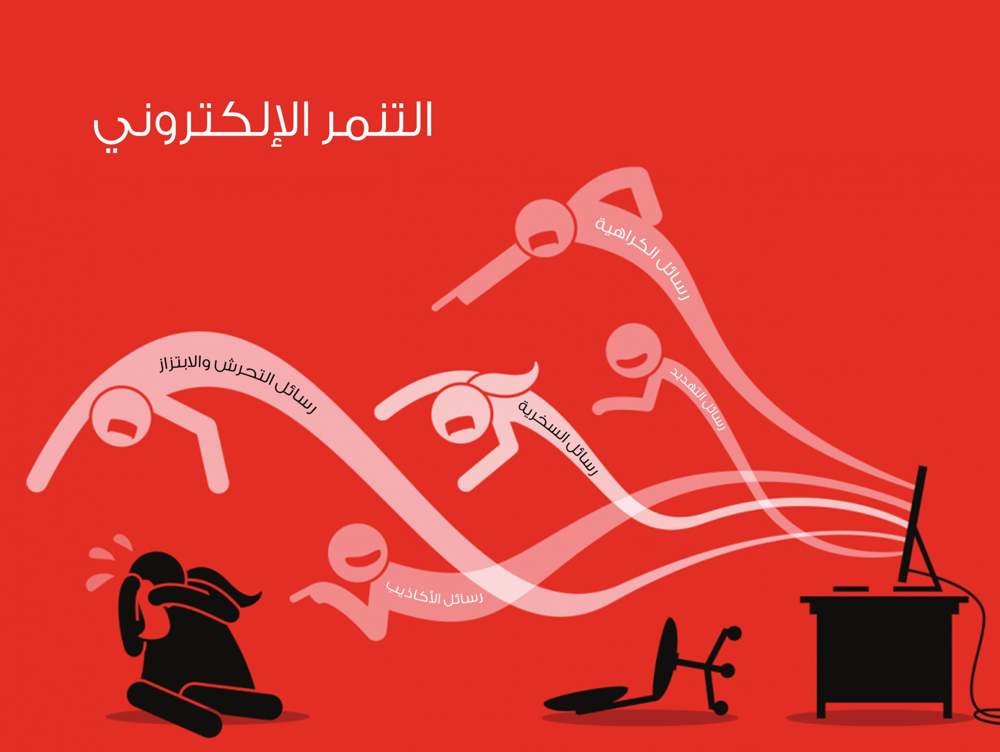 التنمر الإلكتروني
رسائل الكراهية
رسائل التهديد
رسائل السخرية
رسائل التحرش والابتزاز
رسائل الأكاذيب